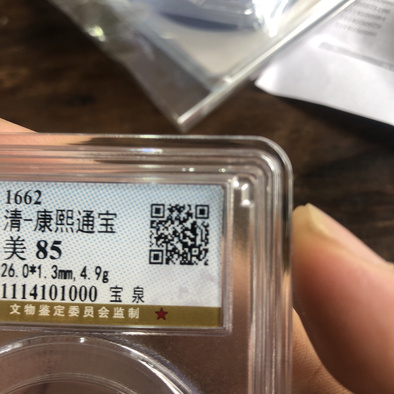 1662
清-康熙通宝
美 85
26.0*1.3mm,4.9g
1114101000 宝 泉
文物鉴定委员会监制